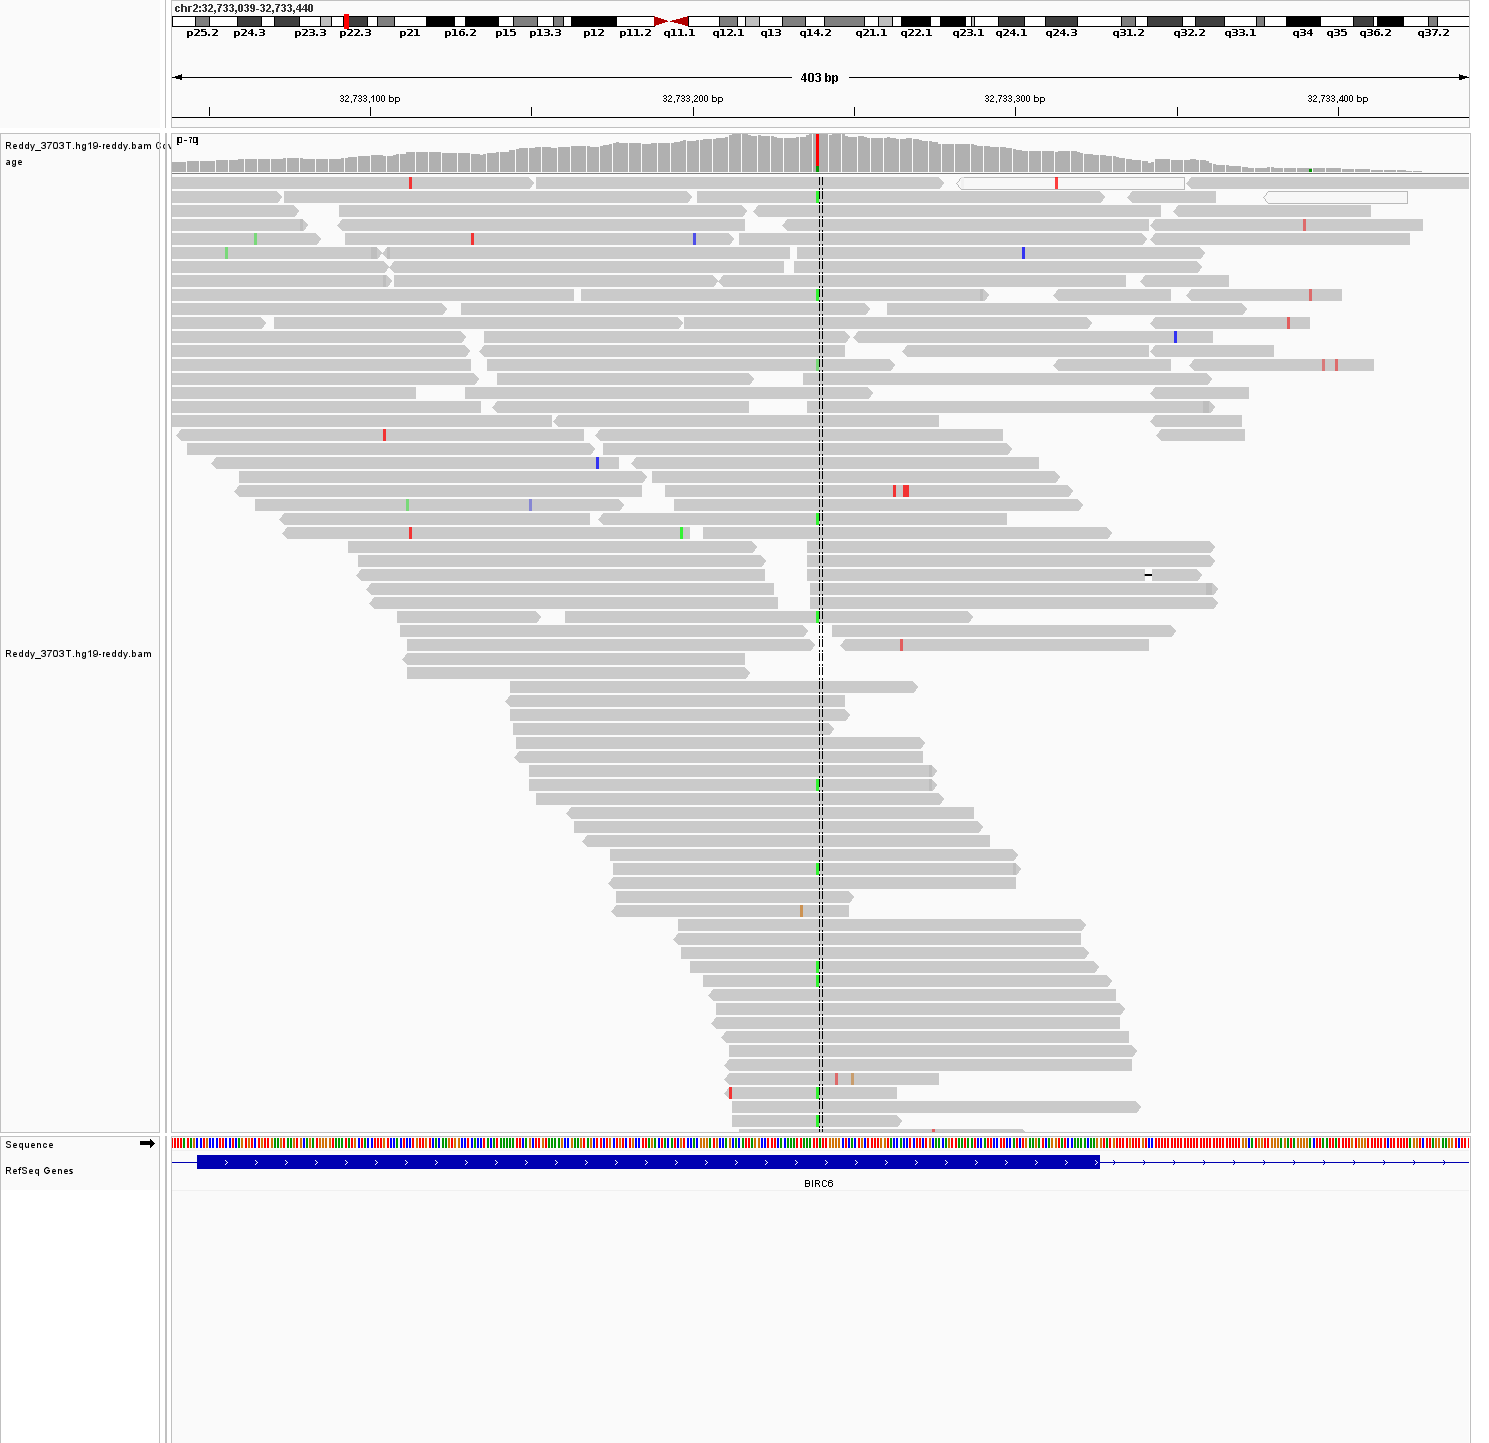 chr2:32,733,039-32,733,440
p25.2 p24.3 p23.3 p22.3 p21 p16.2 p15 p13.3 p12 p11.2 q11.1 q12.1 q13 q14.2 q21.1 q22.1 q23.1 q24.1 q24.3 q31.2 q32.2 q33.1 q34 q35 q36.2 q37.2
403 bp
32,733,100 bp 32,733,200 bp 32,733,300 bp 32,733,400 bp
Reddy_3703T.hg19-reddy.bam Cov
age
[0-70]
Reddy_3703T.hg19-reddy.bam
Sequence
RefSeq Genes
BIRC6